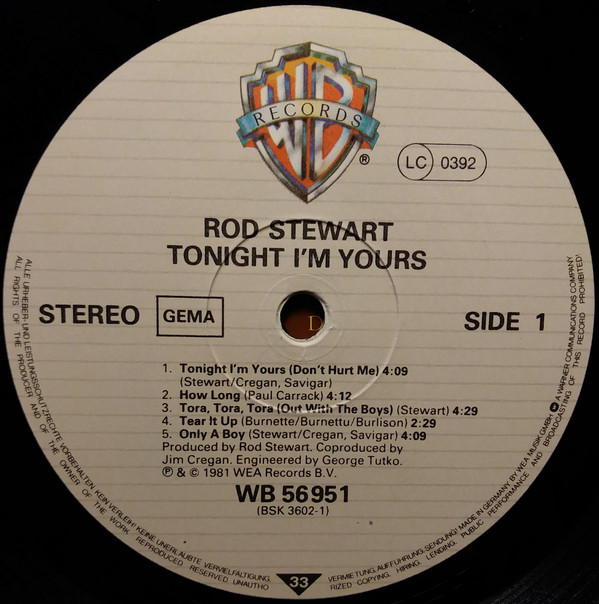 WB
RECORDS
®
LC 0392
ROD STEWART
TONIGHT I'M YOURS
STEREO
GEMA
SIDE 1
D
1. Tonight I'm Yours (Don't Hurt Me) 4:09
(Stewart/Cregan, Savigar)
2. How Long (Paul Carrack) 4:12
3. Tora, Tora, Tora (Out With The Boys) (Stewart) 4:29
4. Tear It Up (Burnette/Burnettu/Burlison) 2:29
5. Only A Boy (Stewart/Cregan, Savigar) 4:09
Produced by Rod Stewart. Coproduced by
Jim Cregan. Engineered by George Tutko.
℗ & © 1981 WEA Records B.V.
WB 56 951
(BSK 3602-1)
ALLE URHEBER- UND LEISTUNGSSCHUTZRECHTE VORBEHALTEN. KEIN VERLEIH! KEINE UNERLAUBTE VERVIELFÄLTIGUNG, VERMIETUNG, AUFFÜHRUNG, SENDUNG! MADE IN GERMANY BY WEA MUSIK GMBH. A WARNER COMMUNICATIONS COMPANY
ALL RIGHTS OF THE PRODUCER AND OF THE OWNER OF THE WORK REPRODUCED RESERVED UNAUTHORIZED COPYING, HIRING, LENDING, PUBLIC PERFORMANCE AND BROADCASTING OF THIS RECORD PROHIBITED!
33